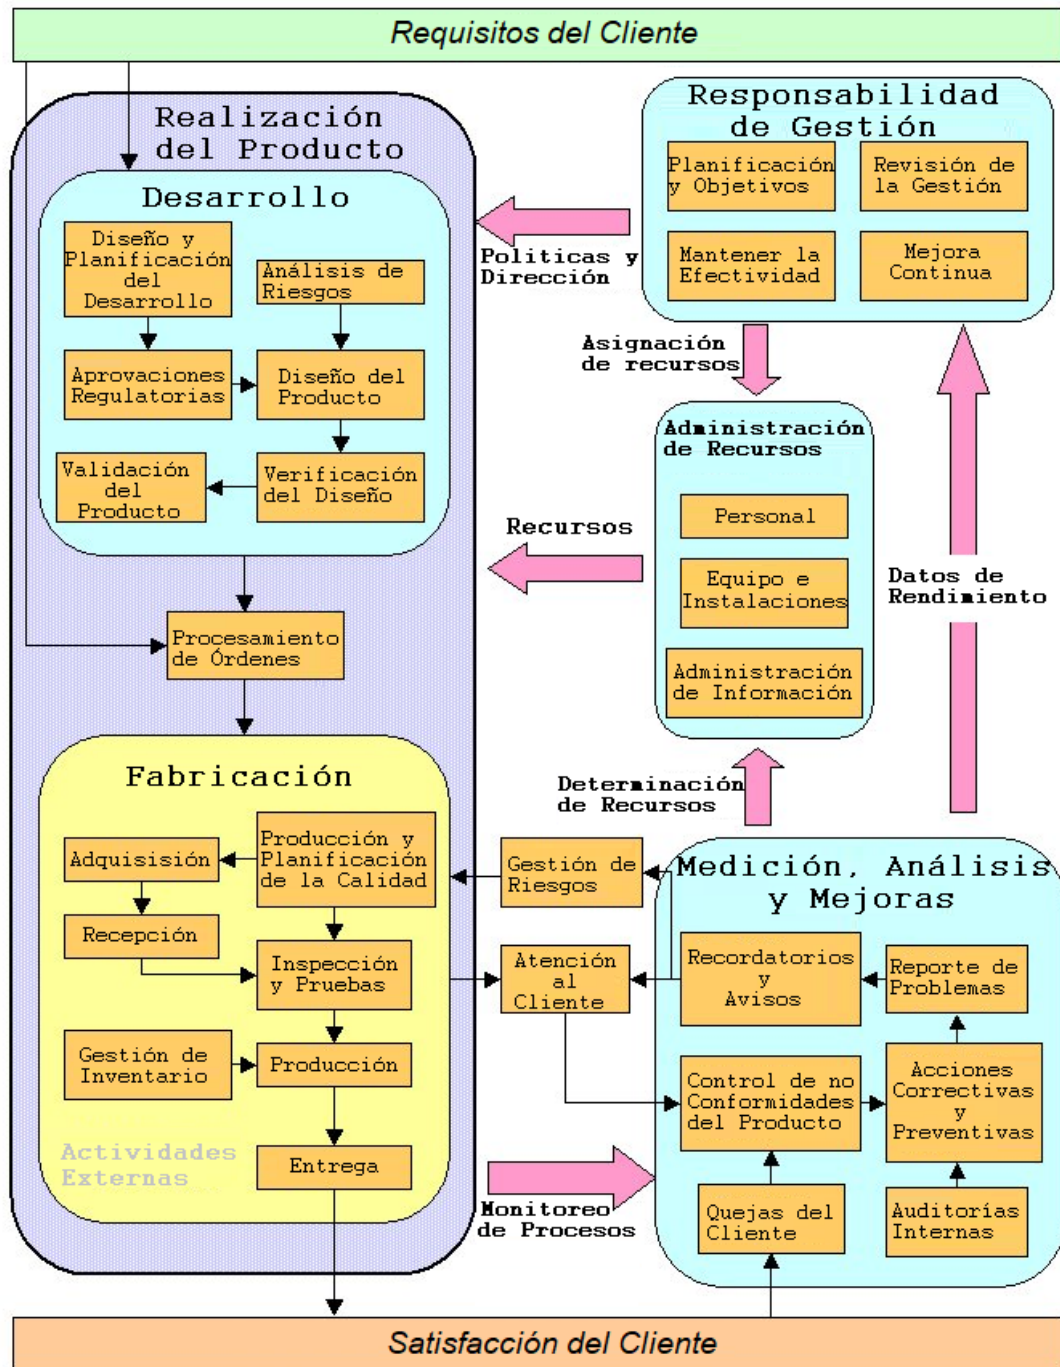 Requisitos del Cliente
Realización
del Producto
Desarrollo
Diseño y
Planificación
del
Desarrollo
Análisis de
Riesgos
Aprovaciones
Regulatorias
Diseño del
Producto
Validación
del
Producto
Verificación
del Diseño
Procesamiento
de Órdenes
Fabricación
Adquisisión
Producción y
Planificación
de la Calidad
Recepción
Inspección
y Pruebas
Gestión de
Inventario
Producción
Actividades
Externas
Entrega
Responsabilidad
de Gestión
Planificación
y Objetivos
Revisión de
la Gestión
Mantener la
Efectividad
Mejora
Continua
Politicas y
Dirección
Asignación
de recursos
Administración
de Recursos
Personal
Equipo e
Instalaciones
Administración
de Información
Recursos
Datos de
Rendimiento
Determinación
de Recursos
Gestión de
Riesgos
Atención
al
Cliente
Medición, Análisis
y Mejoras
Recordatorios
y
Avisos
Reporte de
Problemas
Control de no
Conformidades
del Producto
Acciones
Correctivas
y
Preventivas
Quejas del
Cliente
Auditorías
Internas
Monitoreo
de Procesos
Satisfacción del Cliente